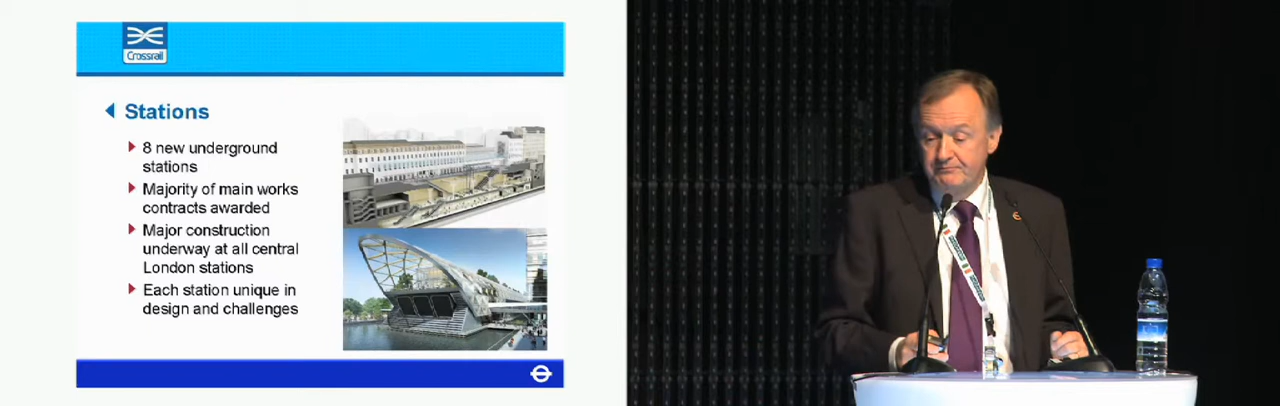 Crossrail
Stations
8 new underground
stations
Majority of main works
contracts awarded
Major construction
underway at all central
London stations
Each station unique in
design and challenges